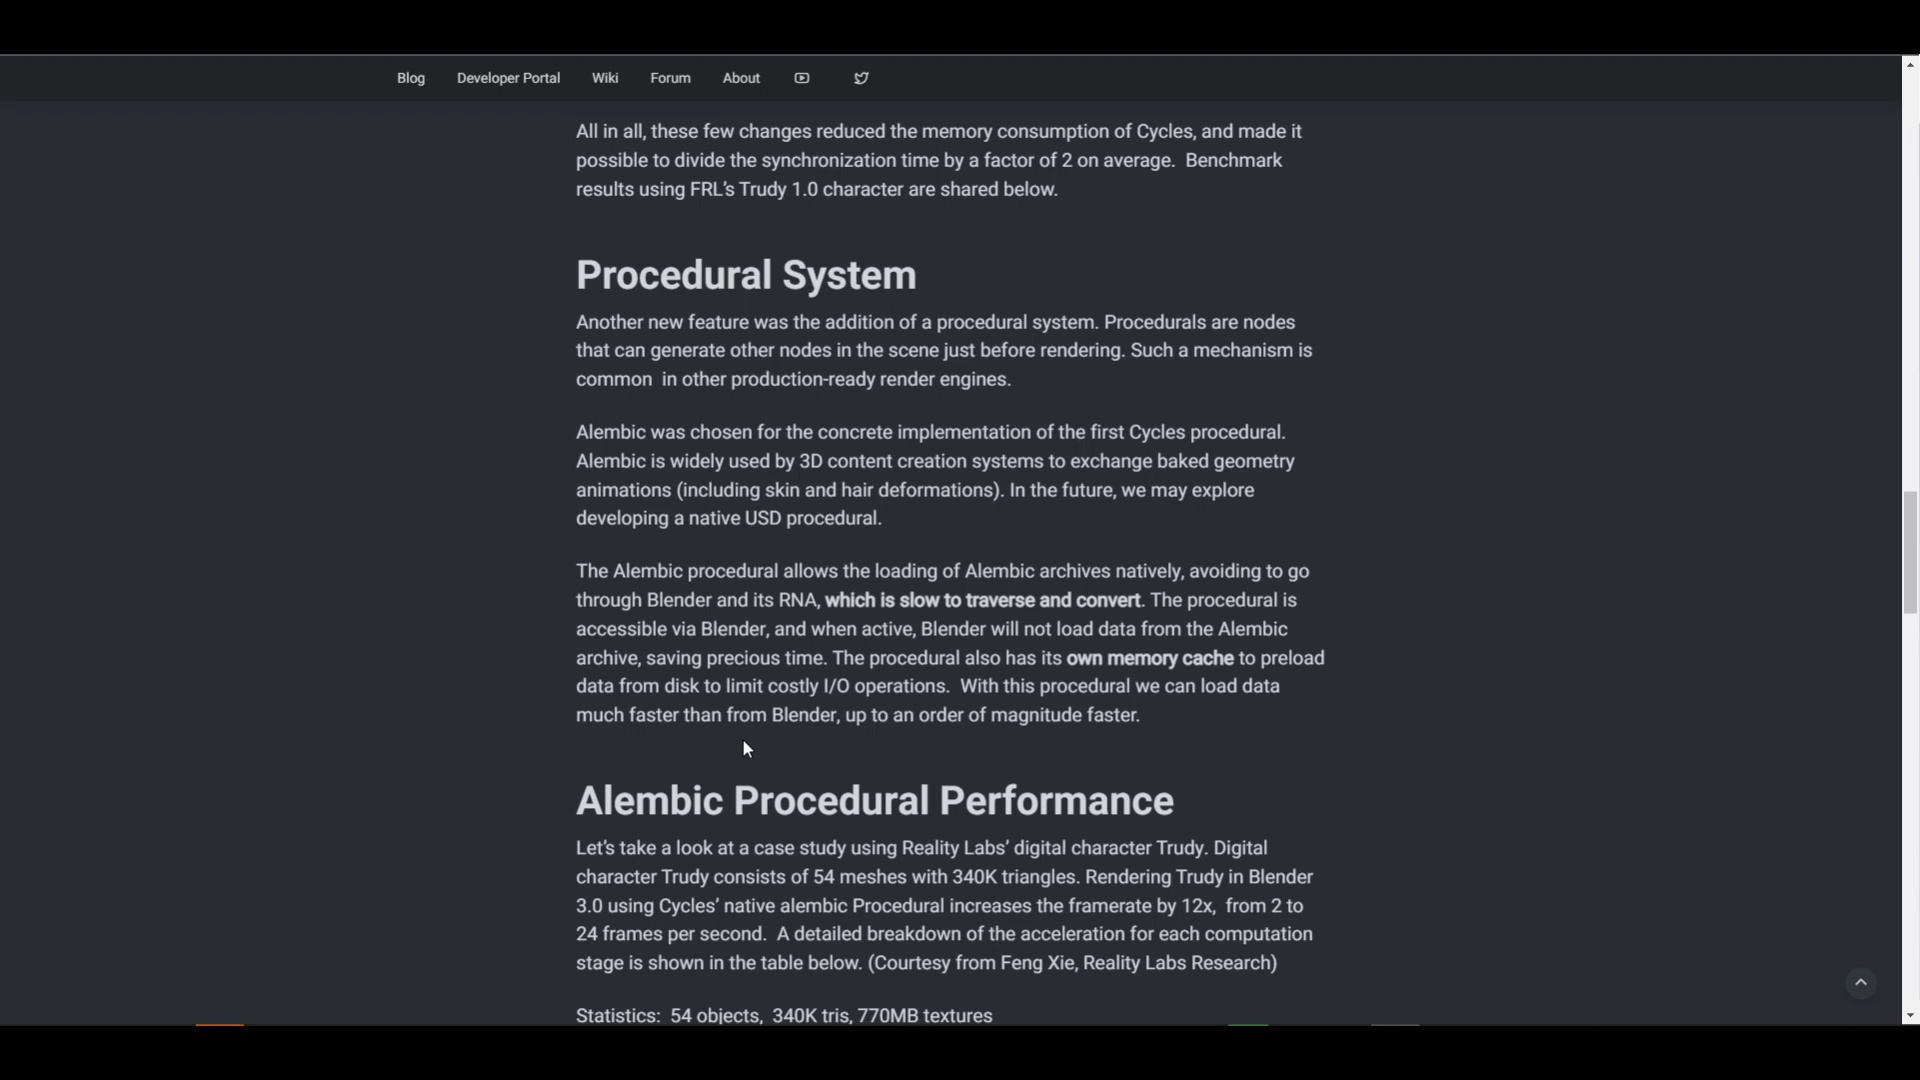 Blog Developer Portal Wiki Forum About
All in all, these few changes reduced the memory consumption of Cycles, and made it
possible to divide the synchronization time by a factor of 2 on average.  Benchmark
results using FRL’s Trudy 1.0 character are shared below.
Procedural System
Another new feature was the addition of a procedural system. Procedurals are nodes
that can generate other nodes in the scene just before rendering. Such a mechanism is
common  in other production-ready render engines.
Alembic was chosen for the concrete implementation of the first Cycles procedural.
Alembic is widely used by 3D content creation systems to exchange baked geometry
animations (including skin and hair deformations). In the future, we may explore
developing a native USD procedural.
The Alembic procedural allows the loading of Alembic archives natively, avoiding to go
through Blender and its RNA, which is slow to traverse and convert. The procedural is
accessible via Blender, and when active, Blender will not load data from the Alembic
archive, saving precious time. The procedural also has its own memory cache to preload
data from disk to limit costly I/O operations.  With this procedural we can load data
much faster than from Blender, up to an order of magnitude faster.
Alembic Procedural Performance
Let’s take a look at a case study using Reality Labs’ digital character Trudy. Digital
character Trudy consists of 54 meshes with 340K triangles. Rendering Trudy in Blender
3.0 using Cycles’ native alembic Procedural increases the framerate by 12x,  from 2 to
24 frames per second.  A detailed breakdown of the acceleration for each computation
stage is shown in the table below. (Courtesy from Feng Xie, Reality Labs Research)
Statistics:  54 objects,  340K tris, 770MB textures